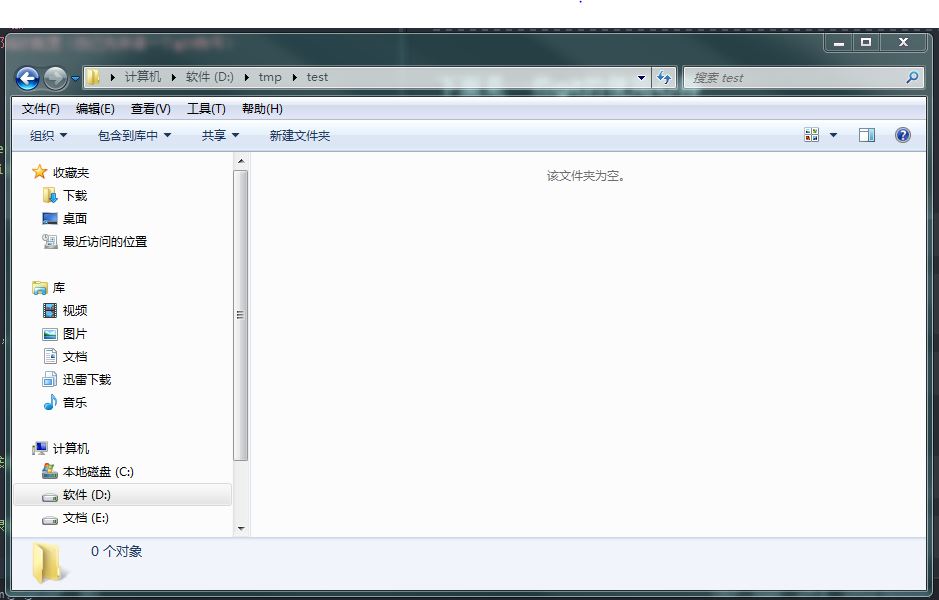 计算机 软件 (D:) tmp test
搜索 test
文件(F) 编辑(E) 查看(V) 工具(T) 帮助(H)
组织 包含到库中 共享 新建文件夹
收藏夹
下载
桌面
最近访问的位置
库
视频
图片
文档
迅雷下载
音乐
计算机
本地磁盘 (C:)
软件 (D:)
文档 (E:)
该文件夹为空。
0 个对象